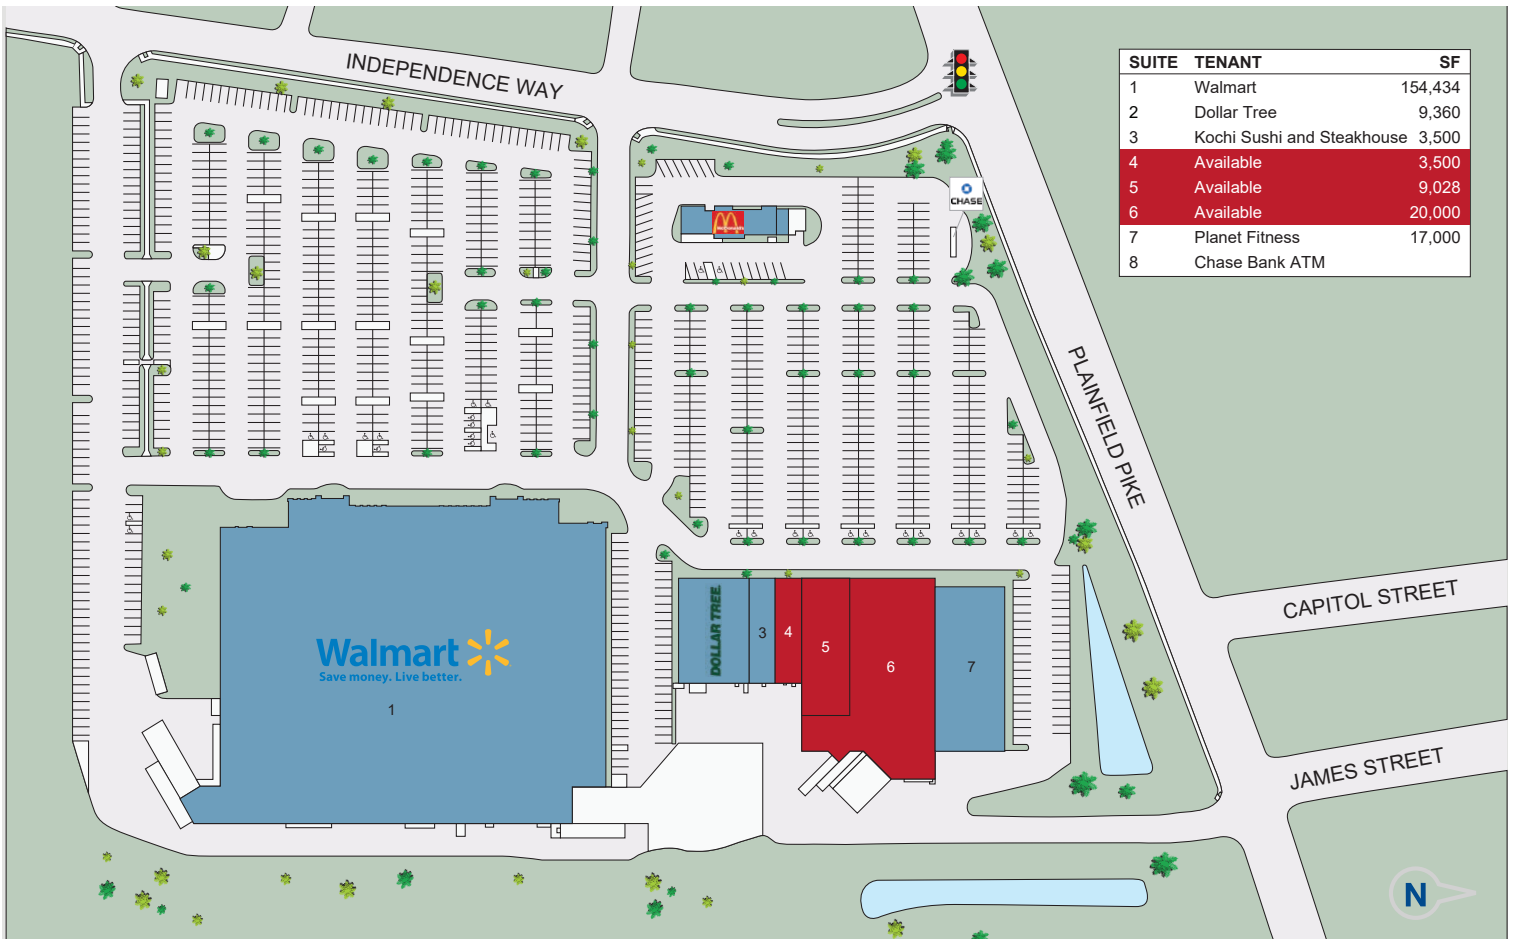 INDEPENDENCE WAY
SUITE TENANT SF
1 Walmart 154,434
2 Dollar Tree 9,360
3 Kochi Sushi and Steakhouse 3,500
4 Available 3,500
5 Available 9,028
6 Available 20,000
7 Planet Fitness 17,000
8 Chase Bank ATM
CHASE
PLAINFIELD PIKE
CAPITOL STREET
JAMES STREET
Walmart
Save money. Live better.
1
DOLLAR TREE
3
4
5
6
7
N